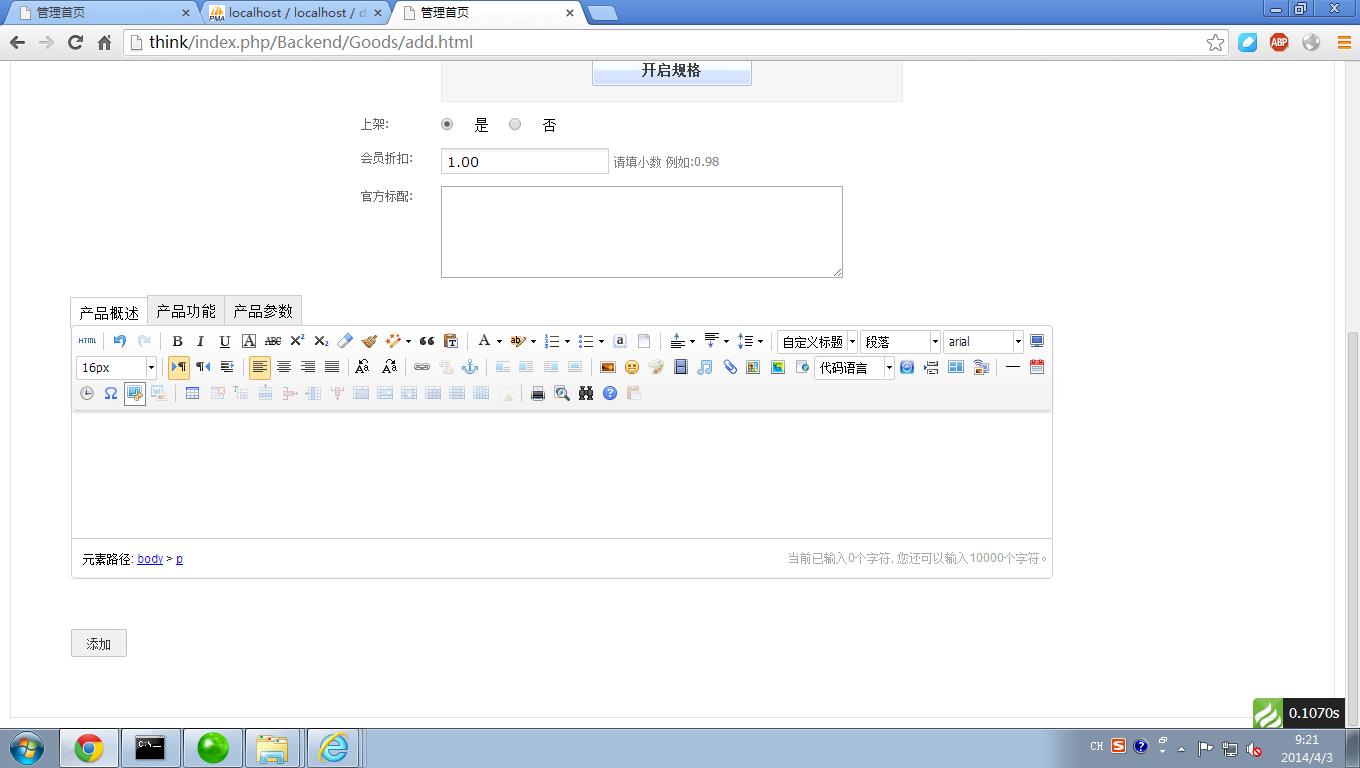 管理首页
localhost / localhost / d
管理首页
think/index.php/Backend/Goods/add.html
ABP
开启规格
上架: 是 否
会员折扣: 1.00 请填小数 例如:0.98
官方标配:
产品概述 产品功能 产品参数
HTML B I U A ABC X² X₂ A ab a 自定义标题 段落 arial
16px 代码语言
元素路径: body > p 当前已输入0个字符, 您还可以输入10000个字符。
添加
0.1070s
CH 9:21
2014/4/3